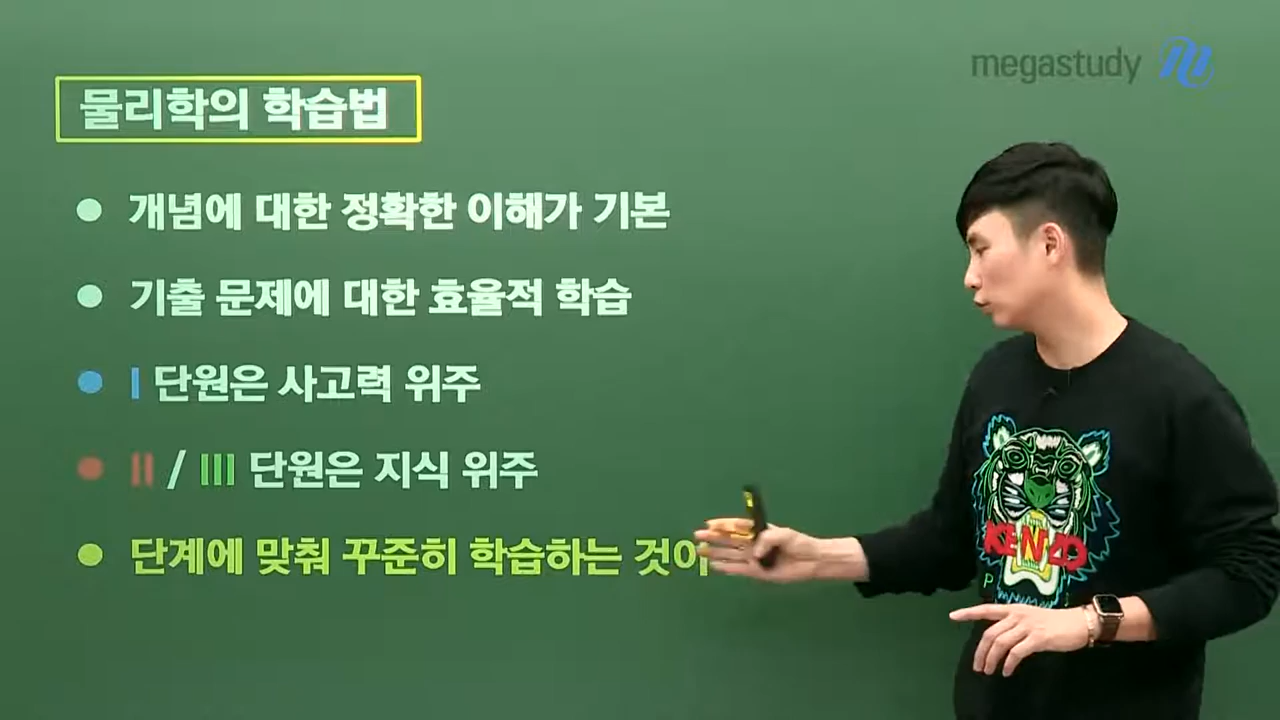 megastudy
물리학의 학습법
개념에 대한 정확한 이해가 기본
기출 문제에 대한 효율적 학습
I 단원은 사고력 위주
II / III 단원은 지식 위주
단계에 맞춰 꾸준히 학습하는 것이
KENZO
P